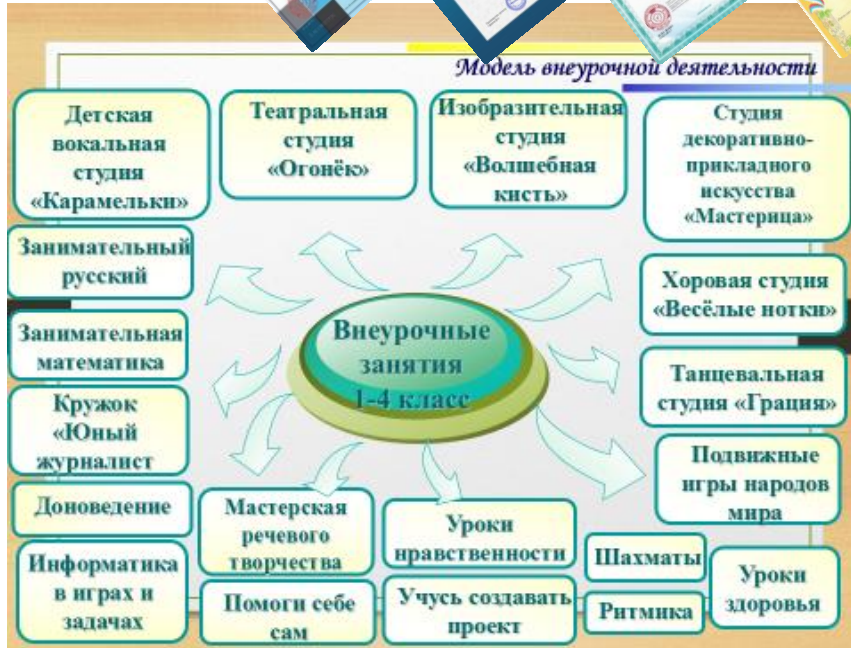 Модель внеурочной деятельности
Детская
вокальная
студия
«Карамельки»
Театральная
студия
«Огонёк»
Изобразительная
студия
«Волшебная
кисть»
Студия
декоративно-
прикладного
искусства
«Мастерица»
Занимательный
русский
Хоровая студия
«Весёлые нотки»
Внеурочные
занятия
1-4 класс
Занимательная
математика
Танцевальная
студия «Грация»
Кружок
«Юный
журналист
Подвижные
игры народов
мира
Доноведение
Мастерская
речевого
творчества
Уроки
нравственности
Шахматы
Уроки
здоровья
Информатика
в играх и
задачах
Помоги себе
сам
Учусь создавать
проект
Ритмика